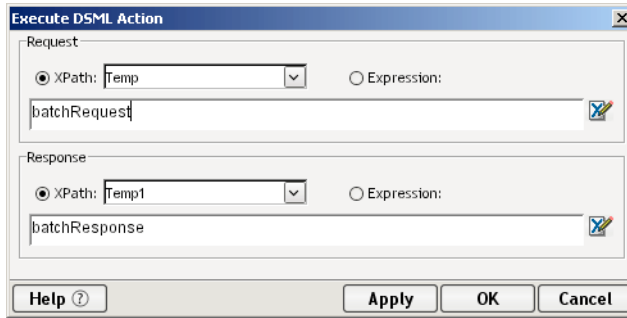 Execute DSML Action
Request
XPath: Temp Expression:
batchRequest
Response
XPath: Temp1 Expression:
batchResponse
Help ? Apply OK Cancel